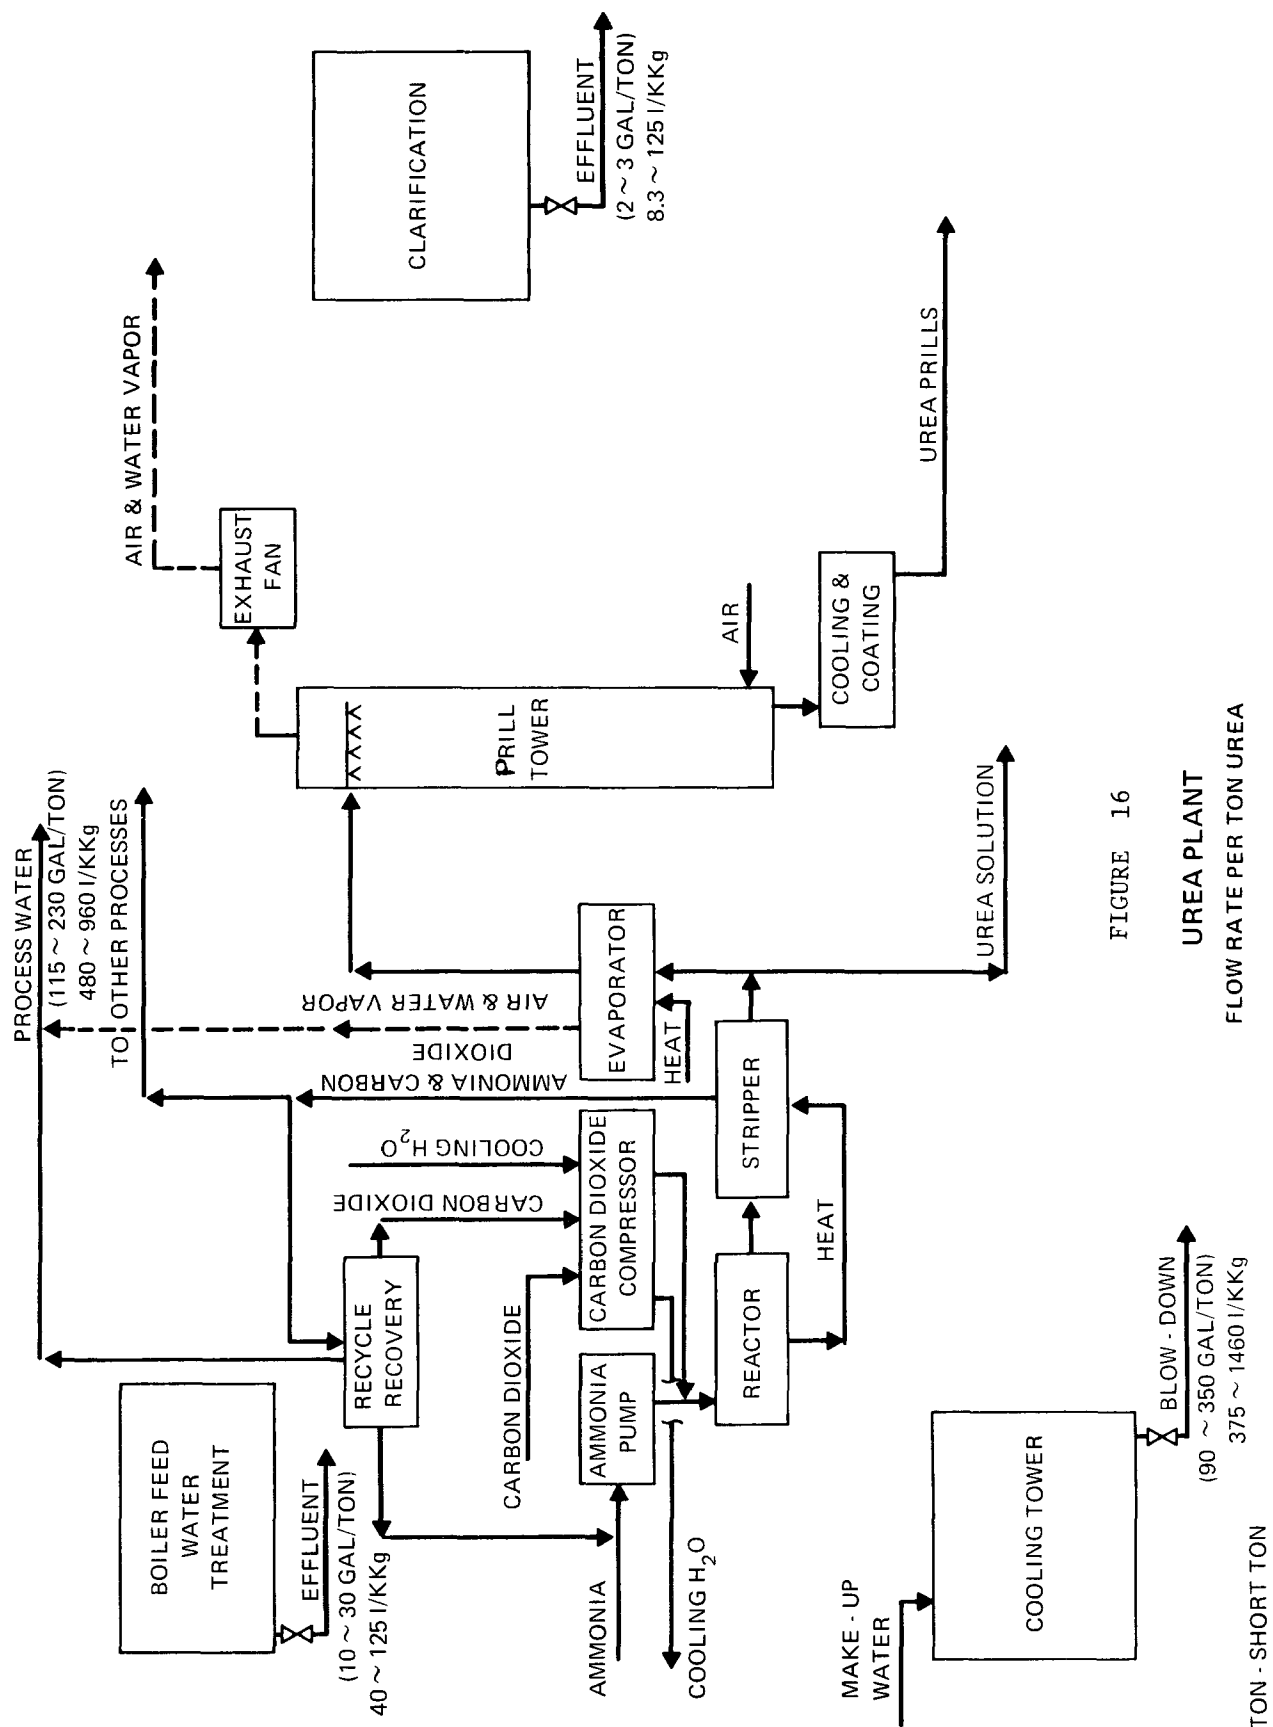 BOILER FEED
WATER
TREATMENT
EFFLUENT
(10 ~ 30 GAL/TON)
40 ~ 125 l/KKg
PROCESS WATER
(115 ~ 230 GAL/TON)
480 ~ 960 l/KKg
TO OTHER PROCESSES
RECYCLE
RECOVERY
CARBON DIOXIDE
COOLING H2O
AMMONIA & CARBON
DIOXIDE
AIR & WATER VAPOR
AIR & WATER VAPOR
EXHAUST
FAN
CLARIFICATION
EFFLUENT
(2 ~ 3 GAL/TON)
8.3 ~ 125 l/KKg
PRILL
TOWER
AIR
CARBON DIOXIDE
CARBON DIOXIDE
COMPRESSOR
AMMONIA
PUMP
AMMONIA
COOLING H2O
HEAT
EVAPORATOR
REACTOR
STRIPPER
HEAT
COOLING &
COATING
UREA PRILLS
UREA SOLUTION
MAKE - UP
WATER
COOLING TOWER
BLOW - DOWN
(90 ~ 350 GAL/TON)
375 ~ 1460 l/KKg
FIGURE 16
UREA PLANT
FLOW RATE PER TON UREA
TON - SHORT TON